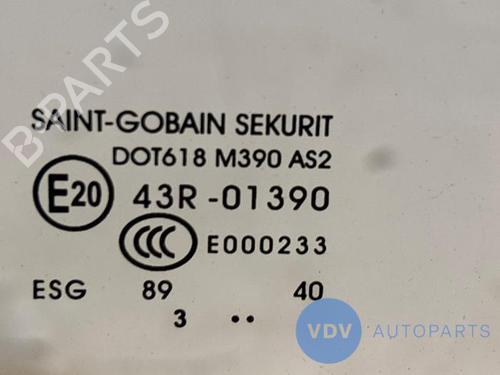 B-PARTS
SAINT-GOBAIN SEKURIT
DOT618 M390 AS2
E20 43R -01390
CCC E000233
ESG 89 40
3 ..
VDV AUTOPARTS